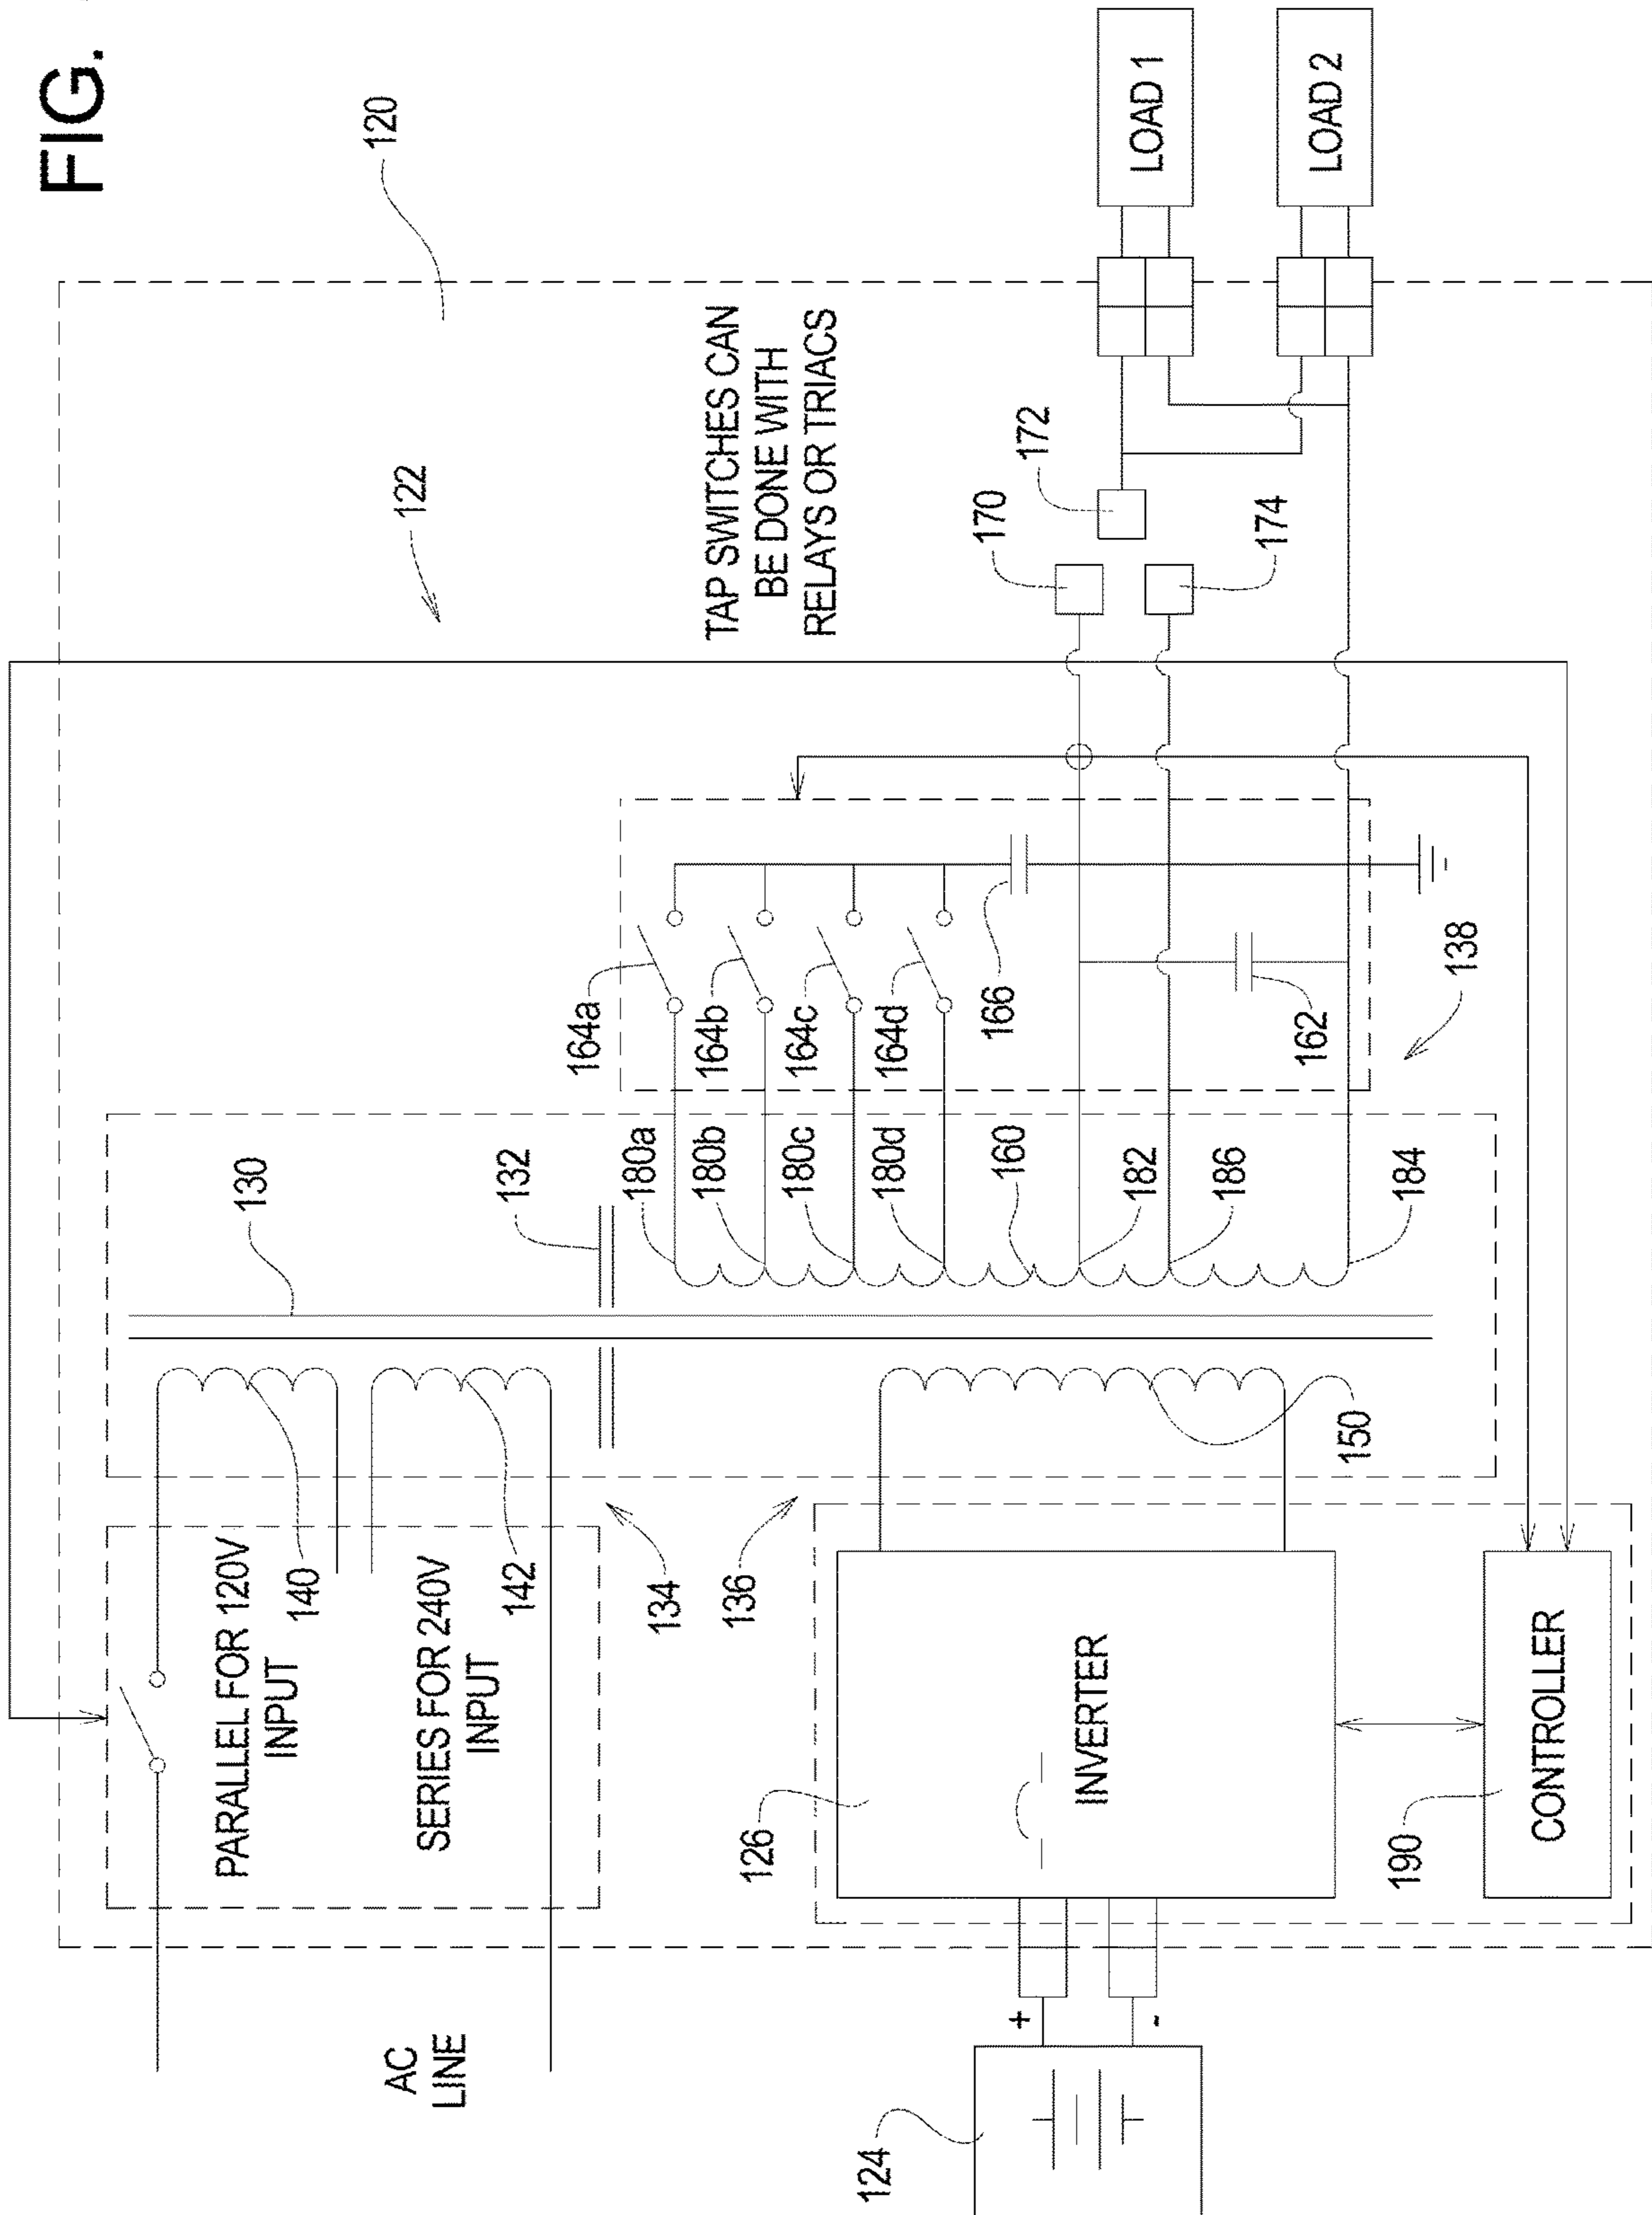 FIG.
120
122
TAP SWITCHES CAN
BE DONE WITH
RELAYS OR TRIACS
LOAD 1
LOAD 2
170
172
174
164a
164b
164c
164d
166
162
138
130
132
180a
180b
180c
180d
160
182
186
184
PARALLEL FOR 120V
INPUT
140
SERIES FOR 240V
INPUT
142
134
136
150
AC
LINE
126
INVERTER
190
CONTROLLER
124
+
-